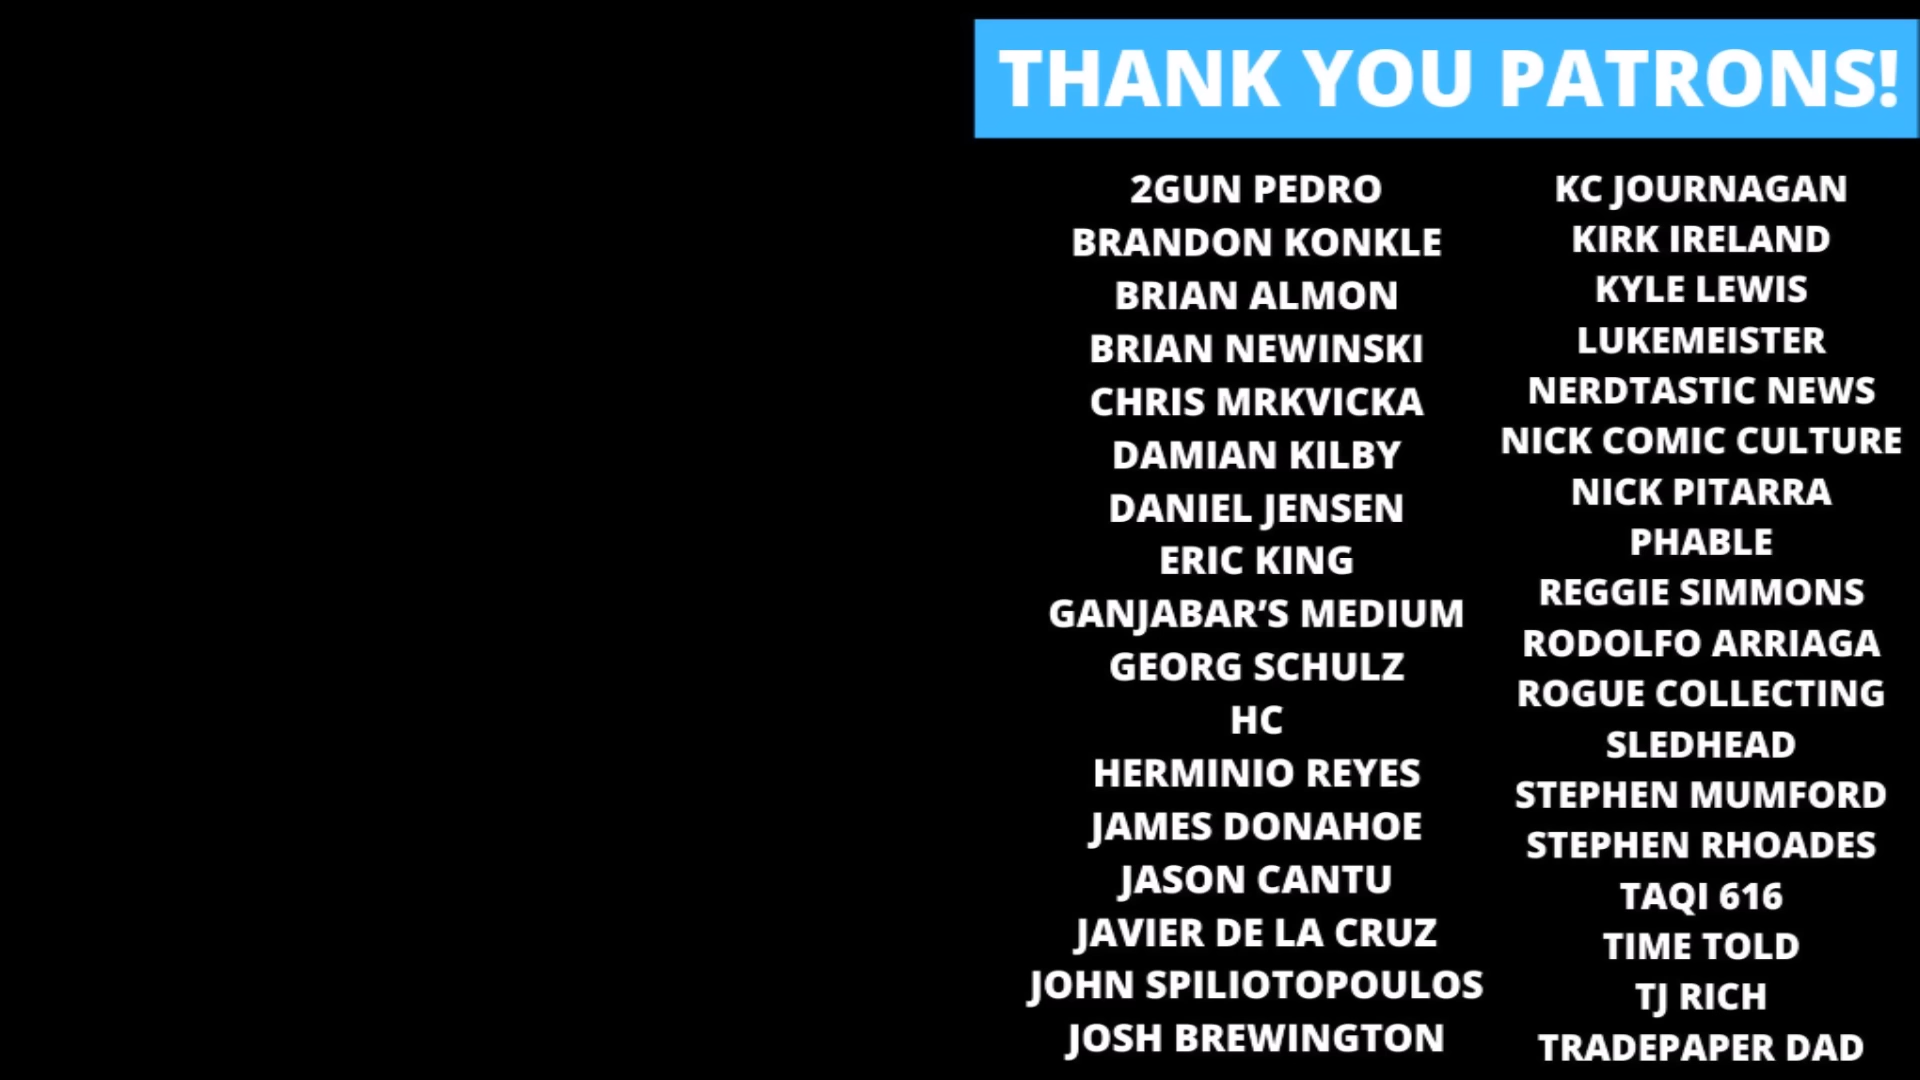 THANK YOU PATRONS!
2GUN PEDRO
BRANDON KONKLE
BRIAN ALMON
BRIAN NEWINSKI
CHRIS MRKVICKA
DAMIAN KILBY
DANIEL JENSEN
ERIC KING
GANJABAR’S MEDIUM
GEORG SCHULZ
HC
HERMINIO REYES
JAMES DONAHOE
JASON CANTU
JAVIER DE LA CRUZ
JOHN SPILIOTOPOULOS
JOSH BREWINGTON
KC JOURNAGAN
KIRK IRELAND
KYLE LEWIS
LUKEMEISTER
NERDTASTIC NEWS
NICK COMIC CULTURE
NICK PITARRA
PHABLE
REGGIE SIMMONS
RODOLFO ARRIAGA
ROGUE COLLECTING
SLEDHEAD
STEPHEN MUMFORD
STEPHEN RHOADES
TAQI 616
TIME TOLD
TJ RICH
TRADEPAPER DAD